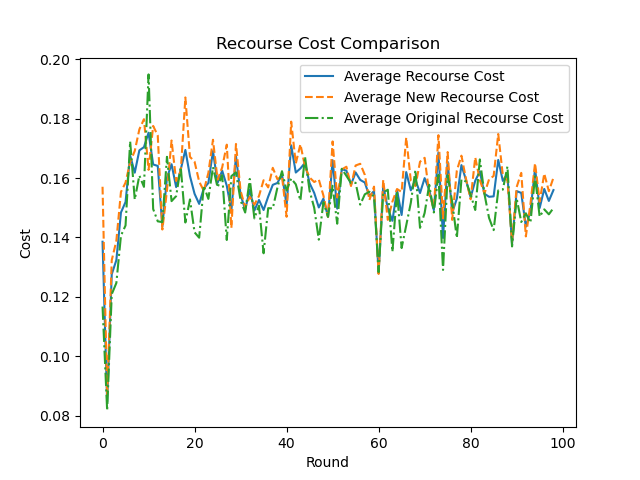 Recourse Cost Comparison
Average Recourse Cost
Average New Recourse Cost
Average Original Recourse Cost
0.20
0.18
0.16
0.14
0.12
0.10
0.08
Cost
0
20
40
60
80
100
Round